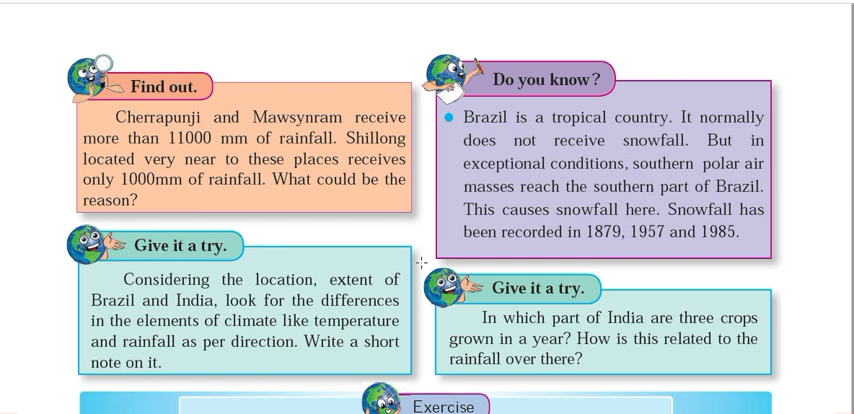 Find out.
Cherrapunji and Mawsynram receive
more than 11000 mm of rainfall. Shillong
located very near to these places receives
only 1000mm of rainfall. What could be the
reason?
Give it a try.
Considering the location, extent of
Brazil and India, look for the differences
in the elements of climate like temperature
and rainfall as per direction. Write a short
note on it.
Do you know?
Brazil is a tropical country. It normally
does not receive snowfall. But in
exceptional conditions, southern polar air
masses reach the southern part of Brazil.
This causes snowfall here. Snowfall has
been recorded in 1879, 1957 and 1985.
Give it a try.
In which part of India are three crops
grown in a year? How is this related to the
rainfall over there?
Exercise